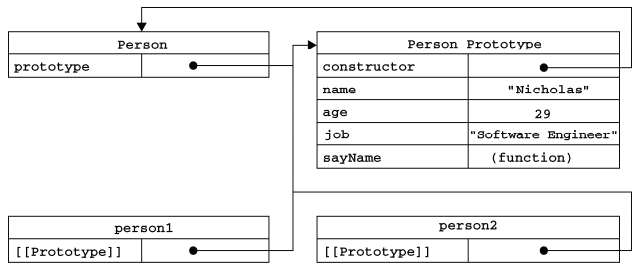 Person
prototype
Person Prototype
constructor
name "Nicholas"
age 29
job "Software Engineer"
sayName (function)
person1
[[Prototype]]
person2
[[Prototype]]